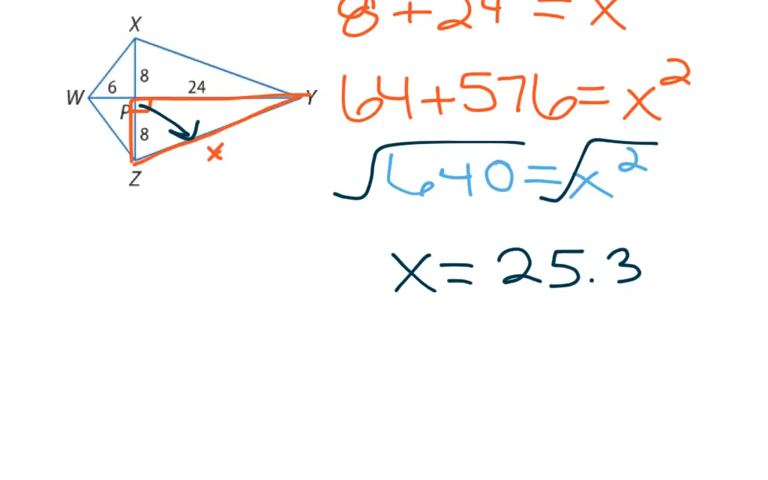 8 + 24 = x
X
8
6
24
W
P
Y
64+576=x²
8
x
Z
√640=√x²
x=25.3